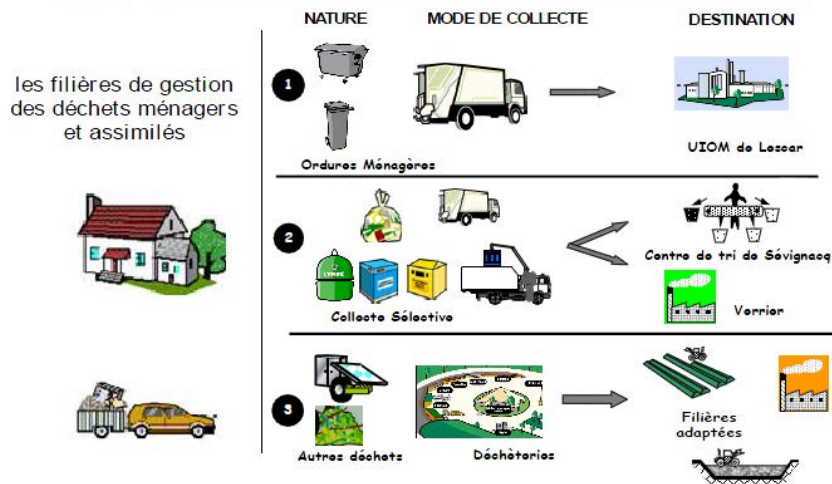 NATURE
MODE DE COLLECTE
DESTINATION
les filières de gestion
des déchets ménagers
et assimilés
1
Ordures Ménagères
UIOM de Lescar
2
Collecte Sélective
Centre de tri de Sévignacq
Verrier
3
Autres déchets
Déchèteries
Filières
adaptées